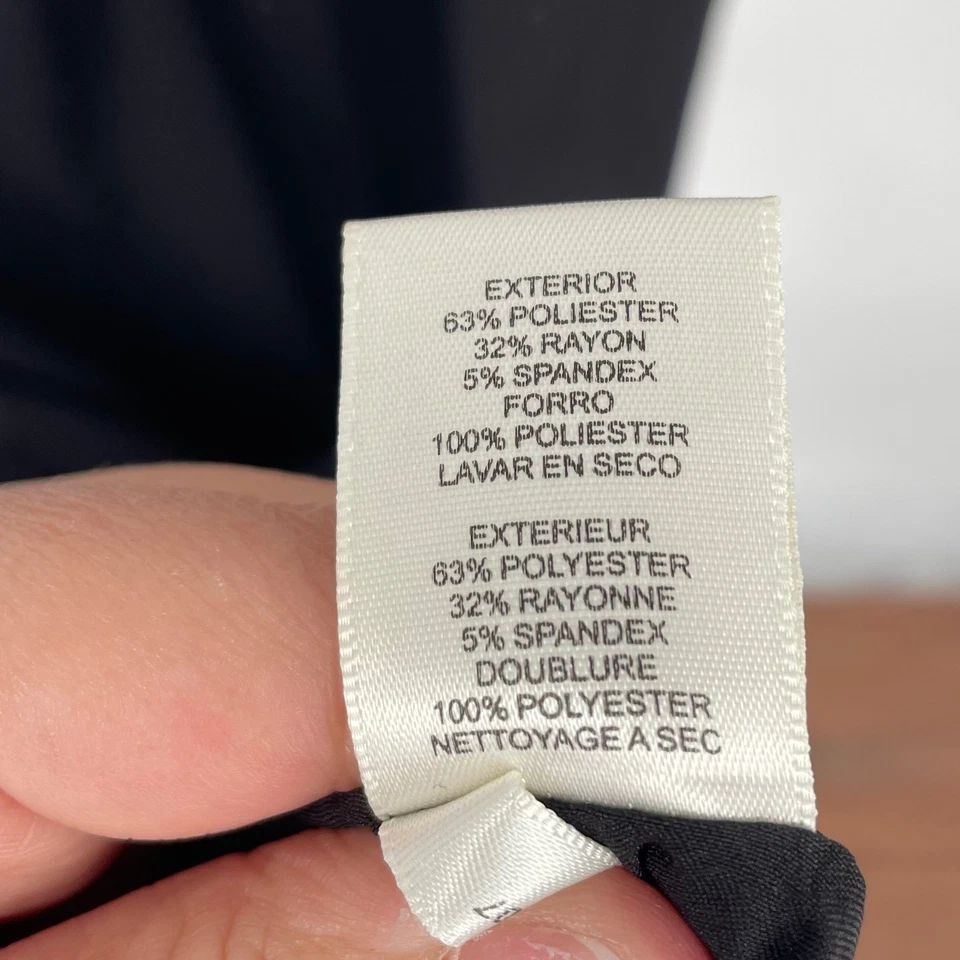 EXTERIOR
63% POLIESTER
32% RAYON
5% SPANDEX
FORRO
100% POLIESTER
LAVAR EN SECO
EXTERIEUR
63% POLYESTER
32% RAYONNE
5% SPANDEX
DOUBLURE
100% POLYESTER
NETTOYAGE A SEC